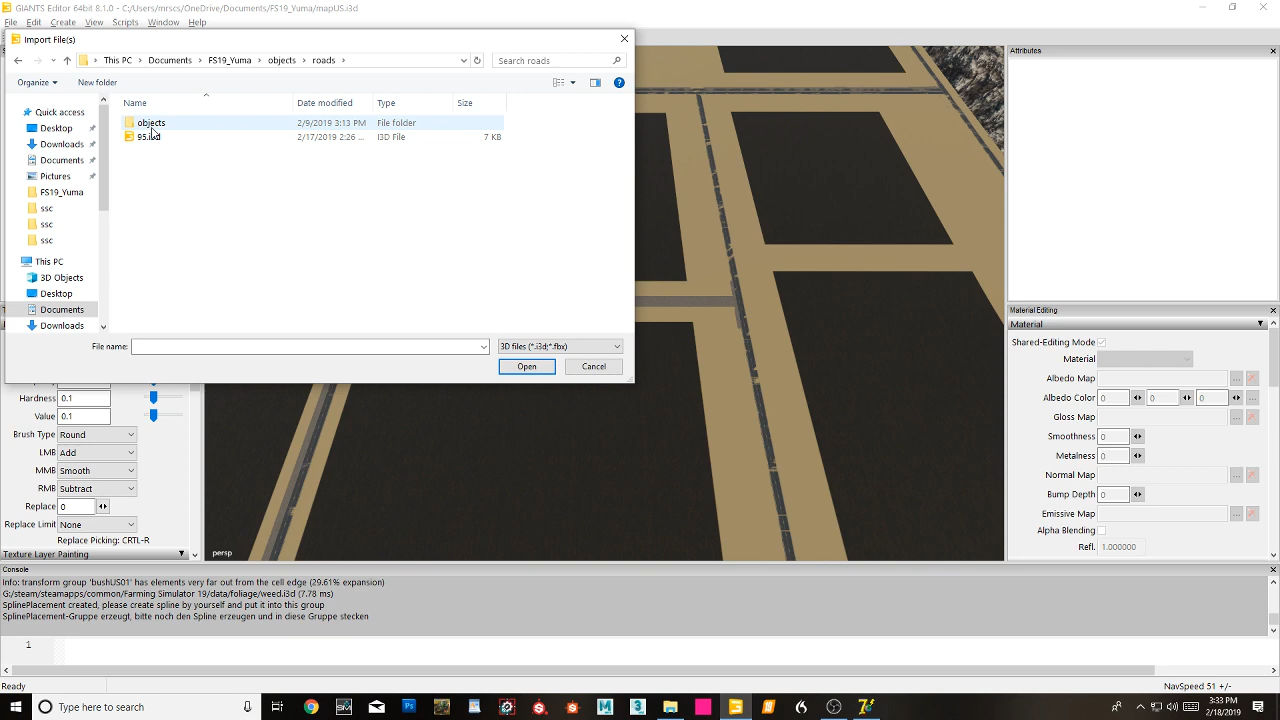 GIANTS Editor 64bit 8.1.0 - C:/Users/mrscs/OneDrive/Documents/FS19_Yuma/mapUS.i3d
File Edit Create View Scripts Window Help
Import File(s)
This PC Documents FS19_Yuma objects roads Search roads
Attributes
Organize New folder
Name Date modified Type Size
Quick access
objects 2/9/2019 3:13 PM File folder
Desktop
95.i3d 2/17/2019 2:26 ... I3D File 7 KB
Downloads
Documents
Pictures
FS19_Yuma
ssc
ssc
ssc
This PC
3D Objects
Desktop
Documents
Downloads
File name: 3D files (*.i3d;*.fbx)
Open Cancel
Material Editing
Material
Shared-Editing Mode
Material
Albedo Map ...
Albedo Color 0 0 0 ...
Gloss Map ...
Smoothness 0
Metalness 0
Normal Map ...
Bump Depth 0
Emissive Map ...
Alpha Blending
Refl. 1.000000
Hardness 0.1
Value 0.1
Brush Type Round
LMB Add
MMB Smooth
RMB Subtract
Replace 0
Replace Limit None
Replace Picking: CRTL-R
Texture Layer Painting
persp
Console
Info: transform group 'bushUS01' has elements very far out from the cell edge (29.61% expansion)
G:/steam/steamapps/common/Farming Simulator 19/data/foliage/weed.i3d (7.78 ms)
SplinePlacement created, please create spline by yourself and put it into this group
SplinePlacement-Gruppe erzeugt, bitte noch den Spline erzeugen und in diese Gruppe stecken
1
Ready NavSpeed 51 +/-
Type here to search
3:33 PM
2/18/2019